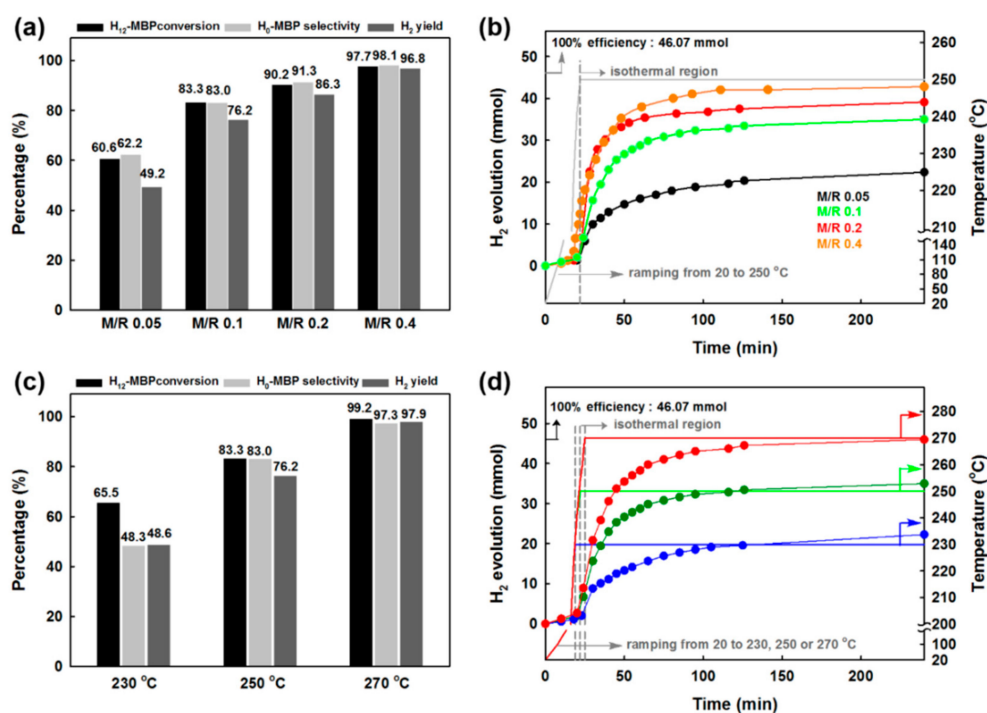 (a)
H12-MBPconversion H0-MBP selectivity H2 yield
Percentage (%)
100
80
60
40
20
0
60.6 62.2 49.2
83.3 83.0 76.2
90.2 91.3 86.3
97.7 98.1 96.8
M/R 0.05 M/R 0.1 M/R 0.2 M/R 0.4
(b)
100% efficiency : 46.07 mmol
isothermal region
H2 evolution (mmol)
50
40
30
20
10
0
Temperature (oC)
260
250
240
230
220
210
140
110
80
50
20
M/R 0.05
M/R 0.1
M/R 0.2
M/R 0.4
ramping from 20 to 250 oC
0 50 100 150 200
Time (min)
(c)
H12-MBPconversion H0-MBP selectivity H2 yield
Percentage (%)
100
80
60
40
20
0
65.5 48.3 48.6
83.3 83.0 76.2
99.2 97.3 97.9
230 oC 250 oC 270 oC
(d)
100% efficiency : 46.07 mmol
isothermal region
H2 evolution (mmol)
50
40
30
20
10
0
Temperature (oC)
280
270
260
250
240
230
220
210
200
100
20
ramping from 20 to 230, 250 or 270 oC
0 50 100 150 200
Time (min)